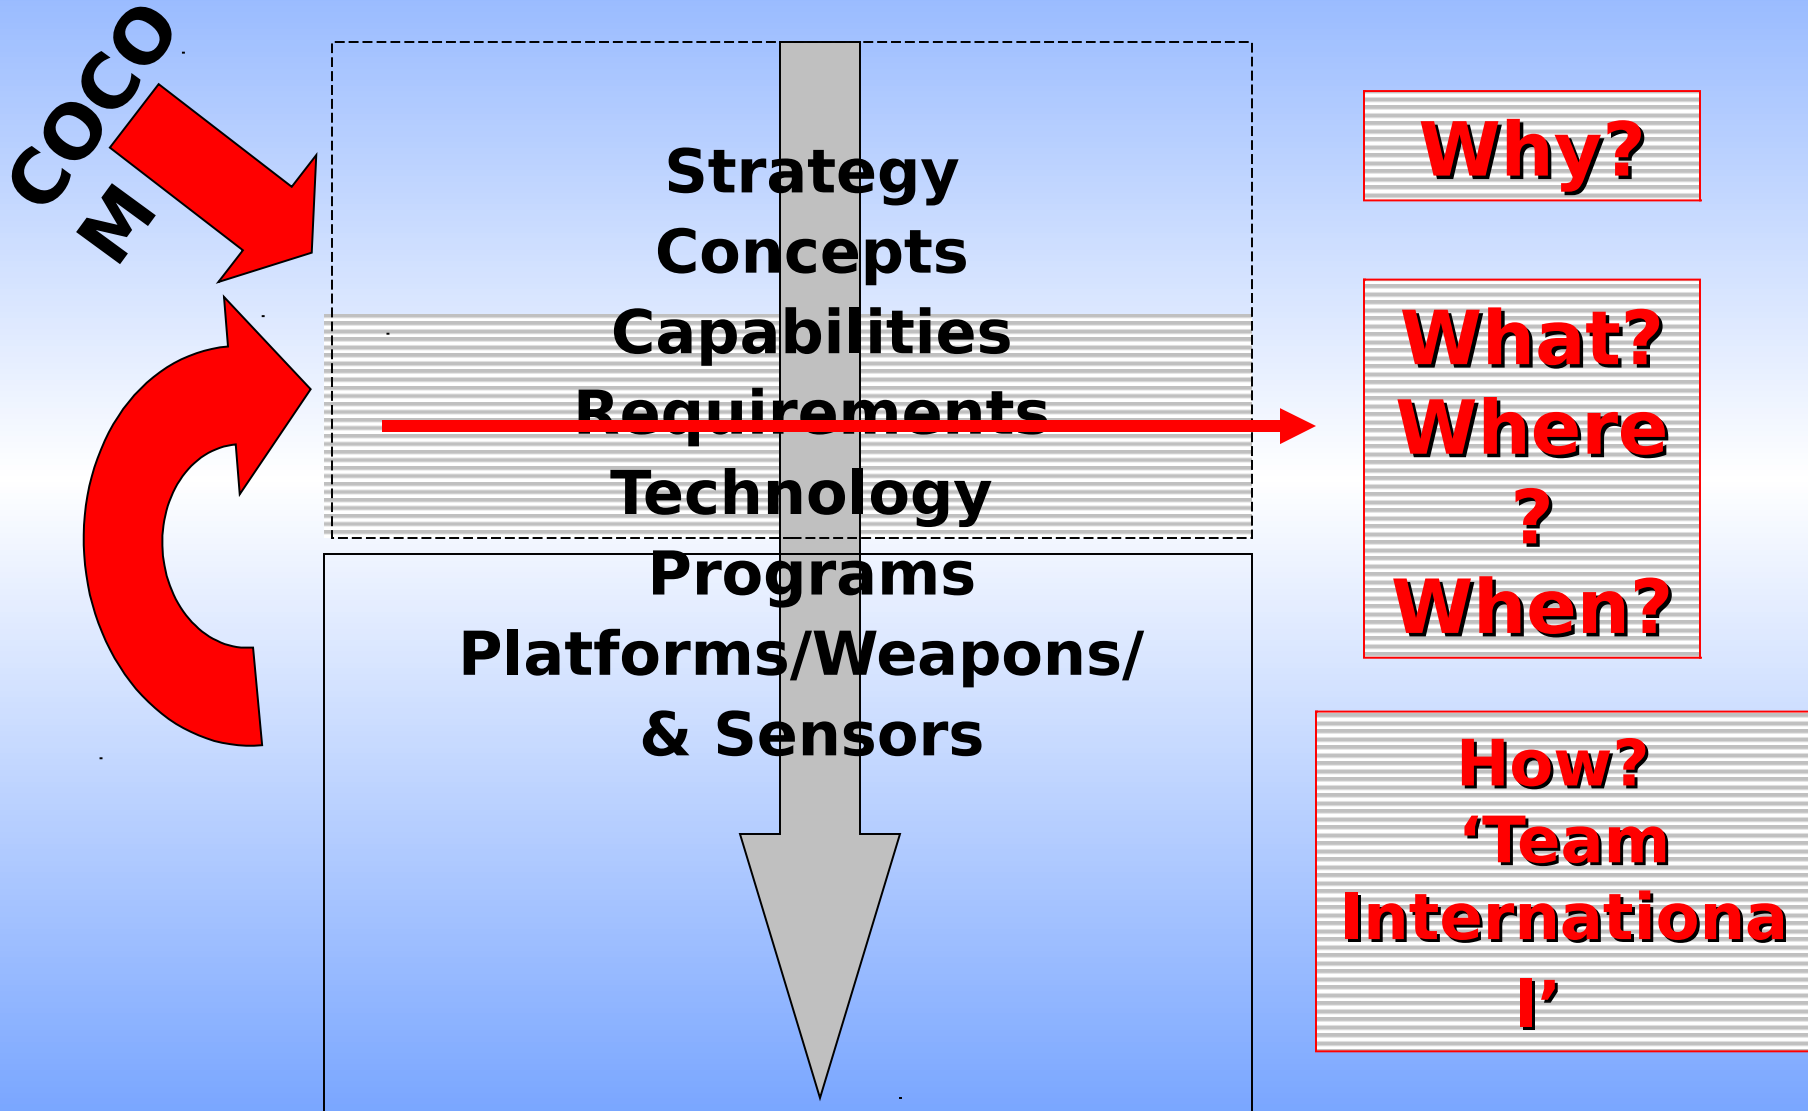 COCO
M
Strategy
Concepts
Capabilities
Requirements
Technology
Programs
Platforms/Weapons/
& Sensors
Why?
What?
Where
?
When?
How?
‘Team
Internationa
l’